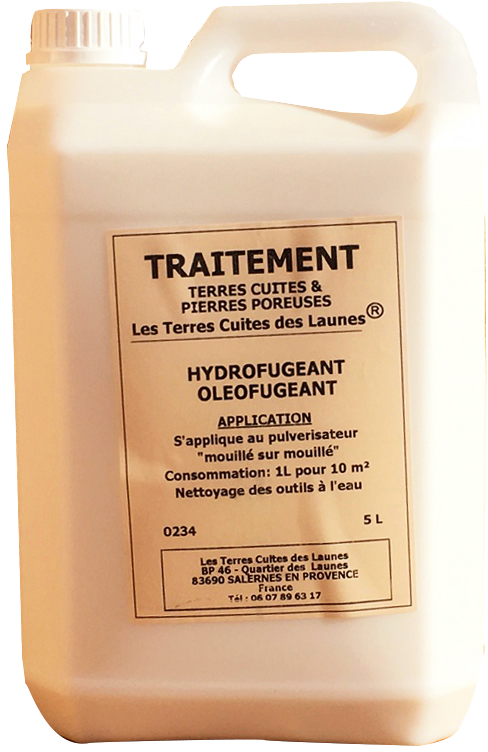 TRAITEMENT
TERRES CUITES &
PIERRES POREUSES
Les Terres Cuites des Launes®
HYDROFUGEANT
OLEOFUGEANT
APPLICATION
S'applique au pulverisateur
"mouillé sur mouillé"
Consommation: 1L pour 10 m²
Nettoyage des outils à l'eau
0234 5 L
Les Terres Cuites des Launes
BP 46 - Quartier des Launes
83690 SALERNES EN PROVENCE
France
Tél : 06 07 89 63 17